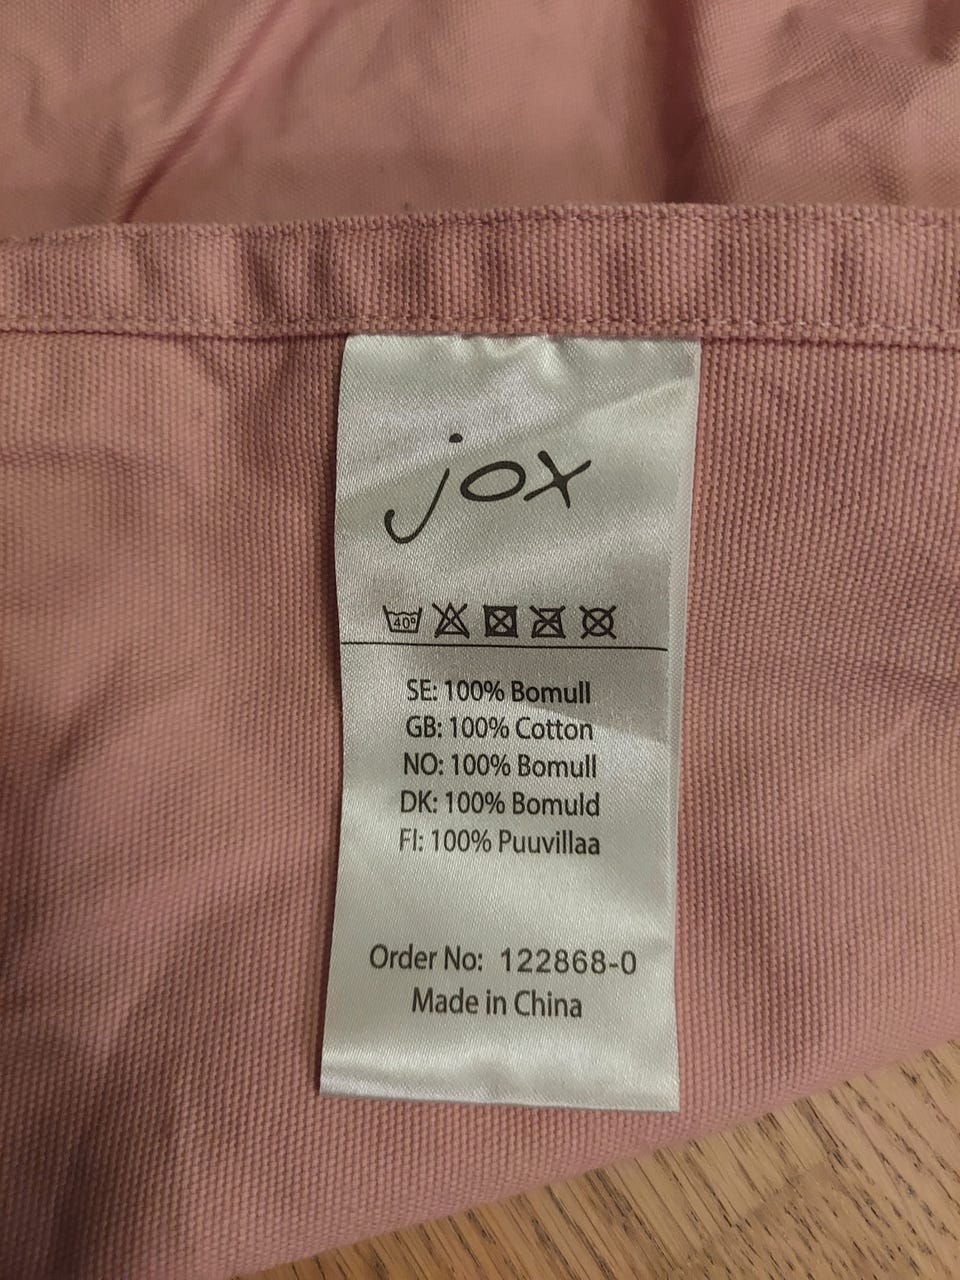 jox
40°
SE: 100% Bomull
GB: 100% Cotton
NO: 100% Bomull
DK: 100% Bomuld
FI: 100% Puuvillaa
Order No: 122868-0
Made in China